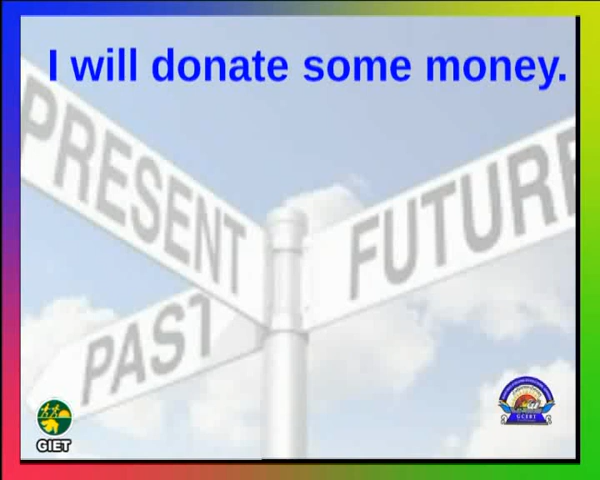 I will donate some money.
PRESENT
FUTURE
PAST
GIET
GCERT